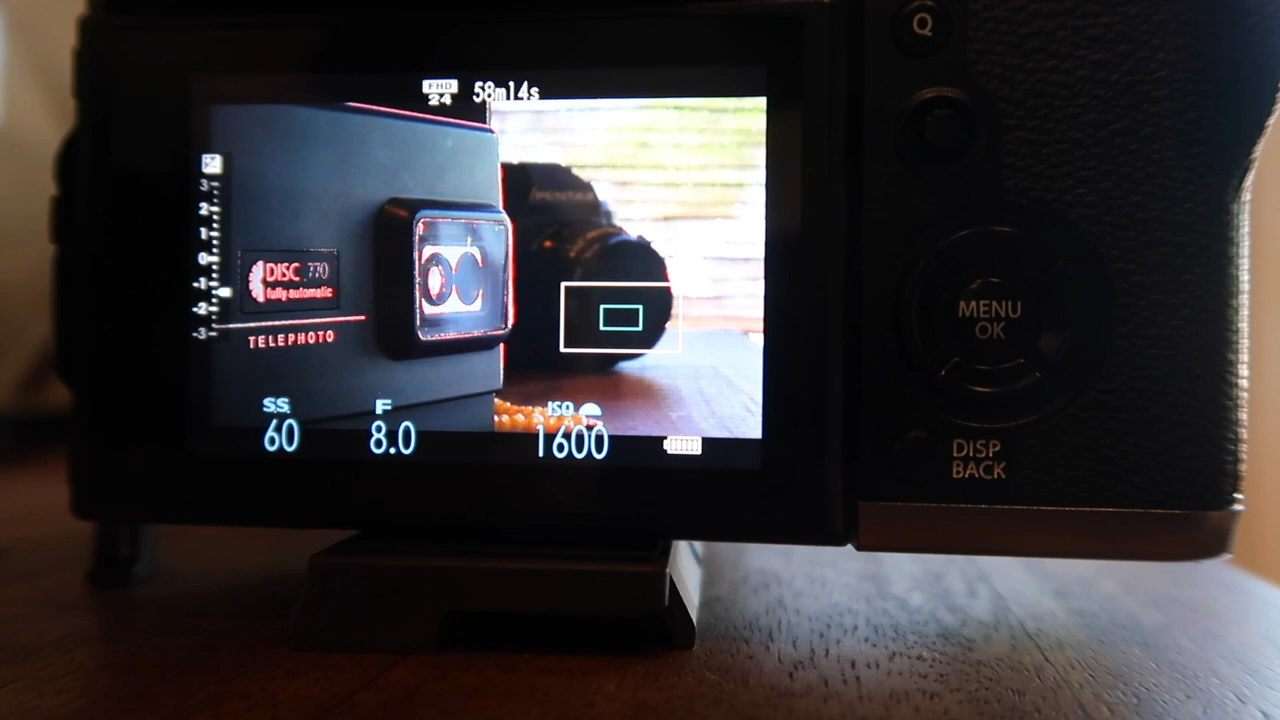 FHD
24
58m14s
3
2
1
0
-1
-2
-3
PENTAX
DISC 770
fully automatic
TELEPHOTO
SS
60
F
8.0
ISO
1600
Q
MENU
OK
DISP
BACK